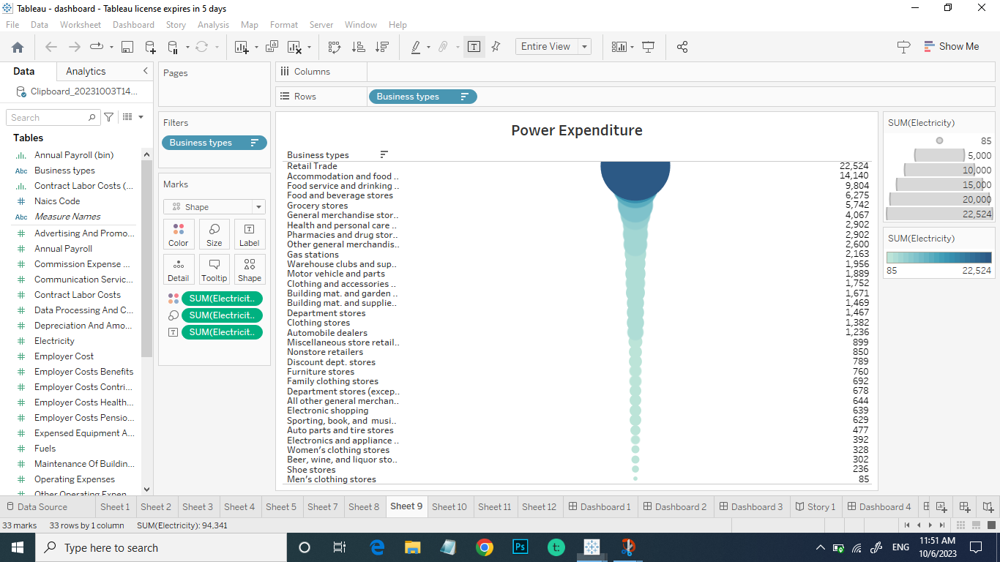 Tableau - dashboard - Tableau license expires in 5 days
File Data Worksheet Dashboard Story Analysis Map Format Server Window Help
Entire View
Show Me
Data Analytics
Clipboard_20231003T14...
Search
Tables
Annual Payroll (bin)
Abc Business types
Contract Labor Costs (...
Naics Code
Abc Measure Names
Advertising And Promo...
Annual Payroll
Commission Expense ...
Communication Servic...
Contract Labor Costs
Data Processing And C...
Depreciation And Amo...
Electricity
Employer Cost
Employer Costs Benefits
Employer Costs Contri...
Employer Costs Health...
Employer Costs Pensio...
Expensed Equipment A...
Fuels
Maintenance Of Buildin...
Operating Expenses
Other Operating Expen...
Pages
Filters
Business types
Marks
Shape
Color Size Label
Detail Tooltip Shape
SUM(Electricit..
SUM(Electricit..
SUM(Electricit..
Columns
Rows Business types
Power Expenditure
Business types
Retail Trade 22,524
Accommodation and food .. 14,140
Food service and drinking .. 9,804
Food and beverage stores 6,275
Grocery stores 5,742
General merchandise stor.. 4,067
Health and personal care .. 2,902
Pharmacies and drug stor.. 2,902
Other general merchandis.. 2,600
Gas stations 2,163
Warehouse clubs and sup.. 1,956
Motor vehicle and parts 1,889
Clothing and accessories .. 1,752
Building mat. and garden .. 1,671
Building mat. and supplie.. 1,469
Department stores 1,467
Clothing stores 1,382
Automobile dealers 1,236
Miscellaneous store retail.. 899
Nonstore retailers 850
Discount dept. stores 789
Furniture stores 760
Family clothing stores 692
Department stores (excep.. 678
All other general merchan.. 644
Electronic shopping 639
Sporting, book, and musi.. 629
Auto parts and tire stores 477
Electronics and appliance .. 392
Women's clothing stores 328
Beer, wine, and liquor sto.. 302
Shoe stores 236
Men's clothing stores 85
SUM(Electricity)
85
5,000
10,000
15,000
20,000
22,524
SUM(Electricity)
85 22,524
Data Source Sheet 1 Sheet 2 Sheet 3 Sheet 4 Sheet 5 Sheet 7 Sheet 8 Sheet 9 Sheet 10 Sheet 11 Sheet 12 Dashboard 1 Dashboard 2 Dashboard 3 Story 1 Dashboard 4
33 marks 33 rows by 1 column SUM(Electricity): 94,341
Type here to search
Ps
t:
ENG
11:51 AM
10/6/2023